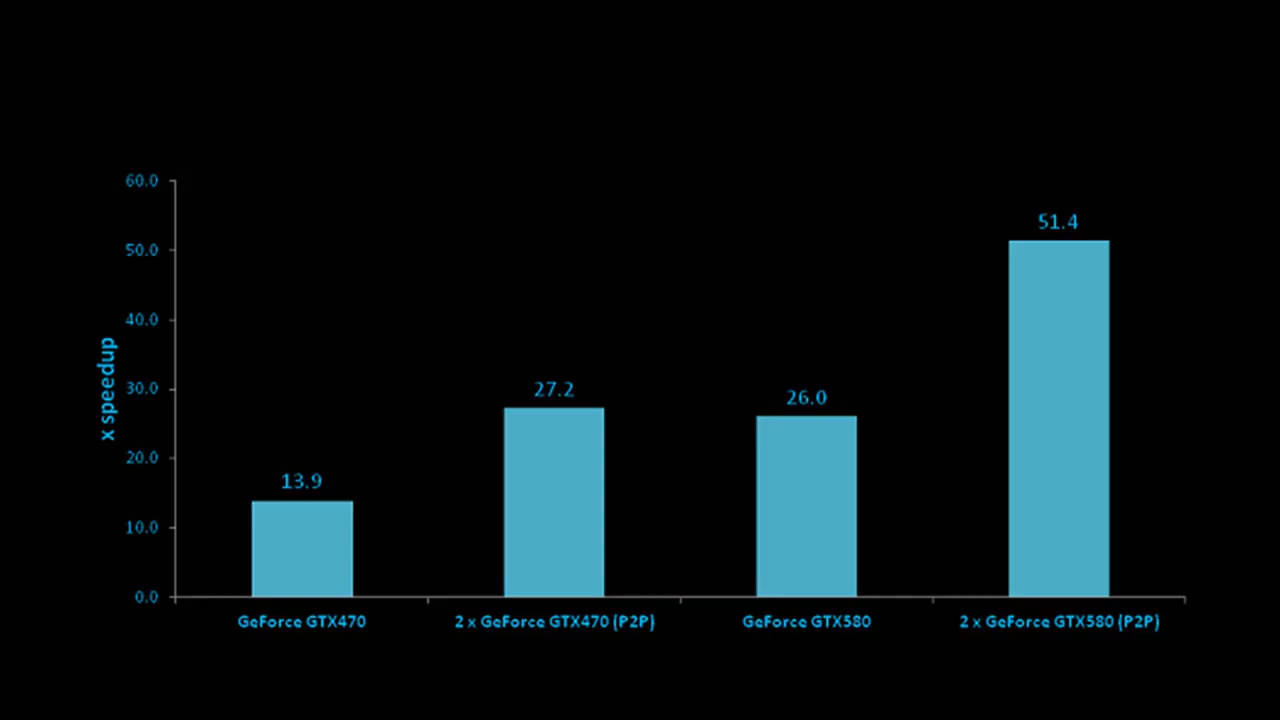 60.0
50.0
40.0
30.0
20.0
10.0
0.0
x speedup
13.9
27.2
26.0
51.4
GeForce GTX470
2 x GeForce GTX470 (P2P)
GeForce GTX580
2 x GeForce GTX580 (P2P)